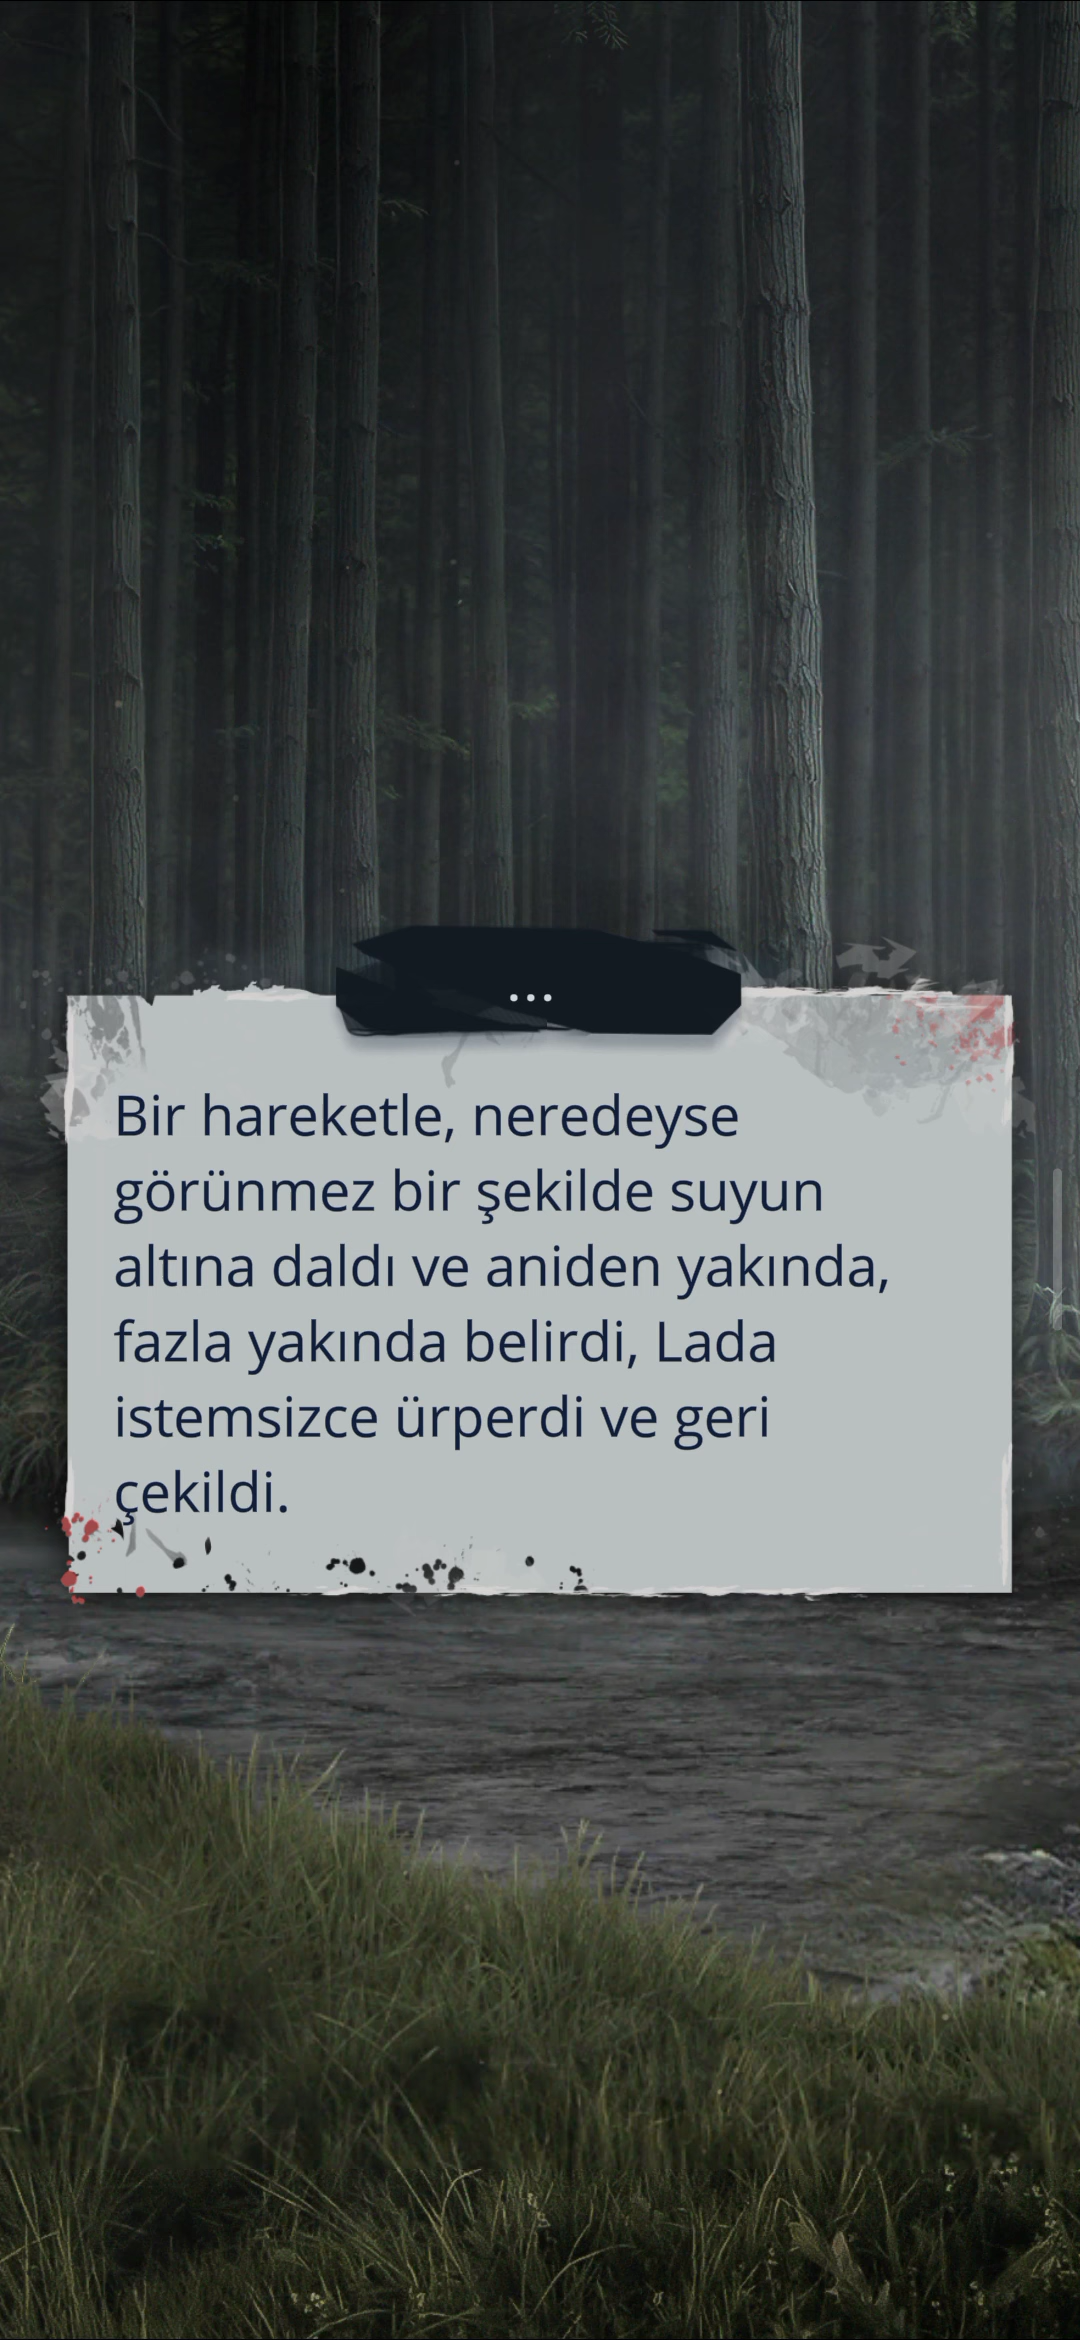 ...
Bir hareketle, neredeyse
görünmez bir şekilde suyun
altına daldı ve aniden yakında,
fazla yakında belirdi, Lada
istemsizce ürperdi ve geri
çekildi.